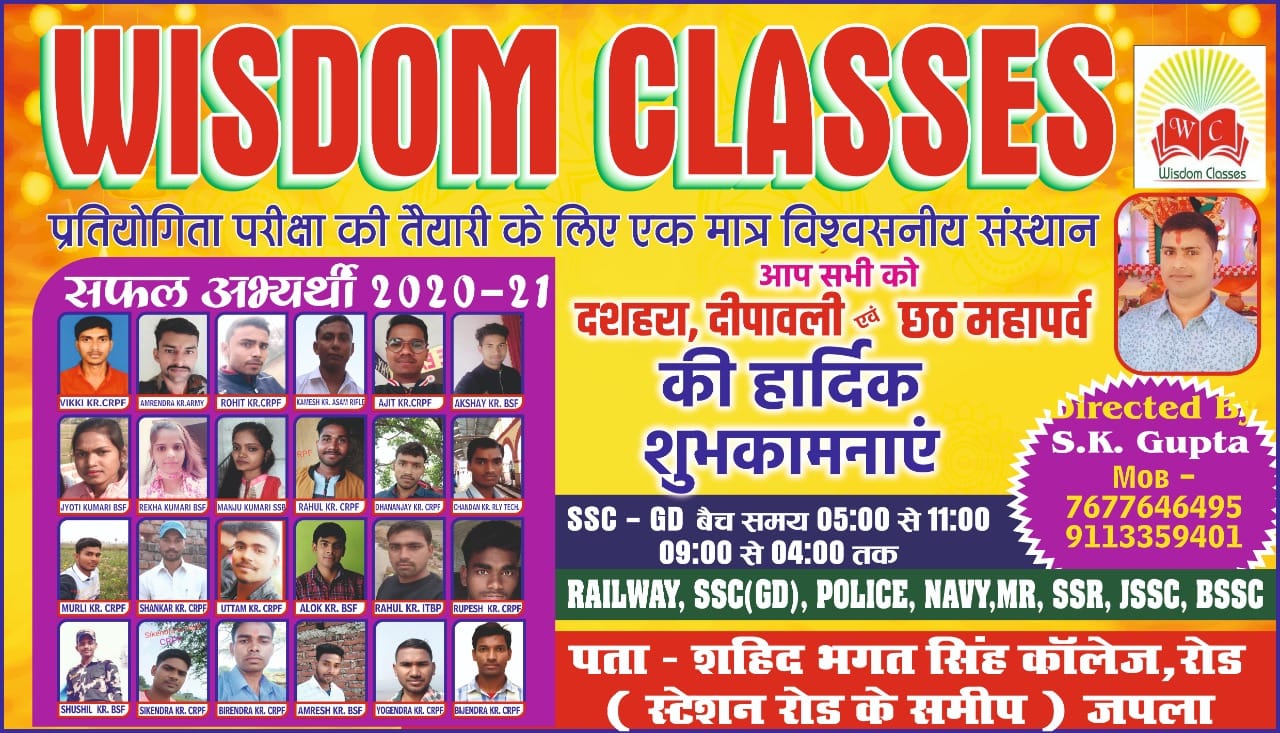 WISDOM CLASSES
W C
Wisdom Classes
प्रतियोगिता परीक्षा की तैयारी के लिए एक मात्र विश्वसनीय संस्थान
सफल अभ्यर्थी 2020-21
VIKKI KR.CRPF
AMRENDRA KR.ARMY
ROHIT KR.CRPF
KAMESH KR. ASAM RIFLE
AJIT KR.CRPF
AKSHAY KR. BSF
JYOTI KUMARI BSF
REKHA KUMARI BSF
MANJU KUMARI SSB
RAHUL KR. CRPF
DHANANJAY KR. CRPF
CHANDAN KR. RLY TECH.
MURLI KR. CRPF
SHANKAR KR. CRPF
UTTAM KR. CRPF
ALOK KR. BSF
RAHUL KR. ITBP
RUPESH KR. CRPF
SHUSHIL KR. BSF
SIKENDRA KR. CRPF
BIRENDRA KR. CRPF
AMRESH KR. BSF
YOGENDRA KR. CRPF
BAJENDRA KR. CRPF
आप सभी को
दशहरा, दीपावली एवं छठ महापर्व
की हार्दिक
शुभकामनाएं
Directed By
S.K. Gupta
MOB -
7677646495
9113359401
SSC - GD बैच समय 05:00 से 11:00
09:00 से 04:00 तक
RAILWAY, SSC(GD), POLICE, NAVY,MR, SSR, JSSC, BSSC
पता - शहिद भगत सिंह कॉलेज,रोड
( स्टेशन रोड के समीप ) जपला